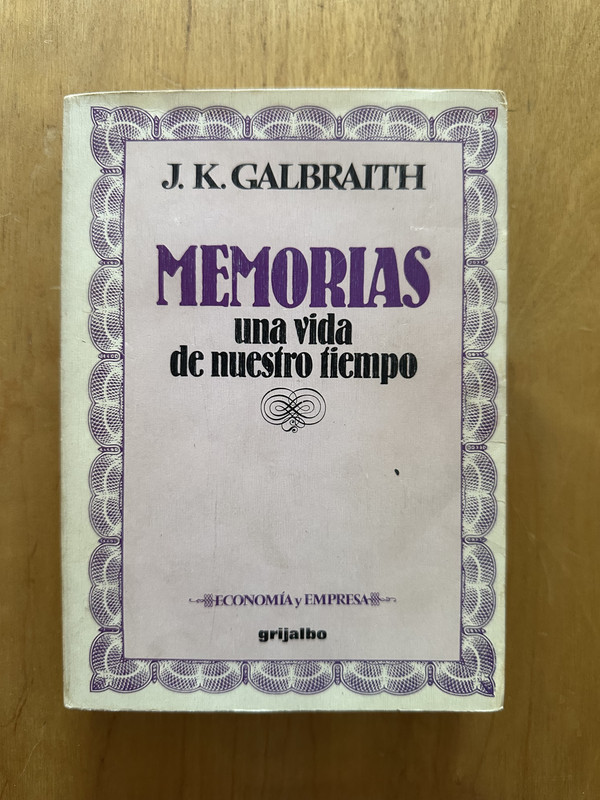 J. K. GALBRAITH
MEMORIAS
una vida
de nuestro tiempo
ECONOMÍA y EMPRESA
grijalbo